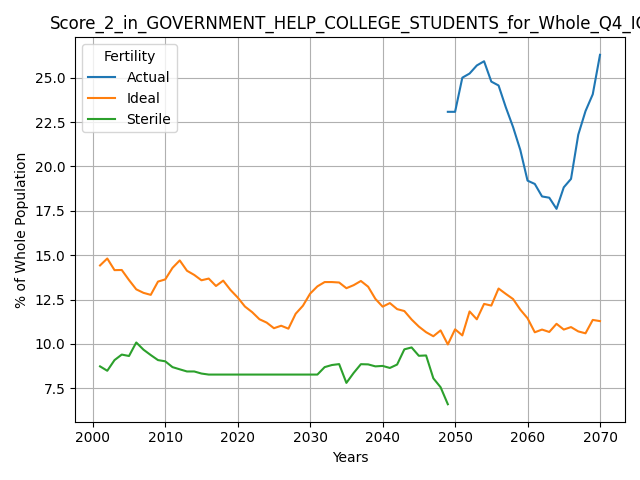 Score_2_in_GOVERNMENT_HELP_COLLEGE_STUDENTS_for_Whole_Q4_IC
Fertility
Actual
Ideal
Sterile
% of Whole Population
25.0
22.5
20.0
17.5
15.0
12.5
10.0
7.5
2000 2010 2020 2030 2040 2050 2060 2070
Years